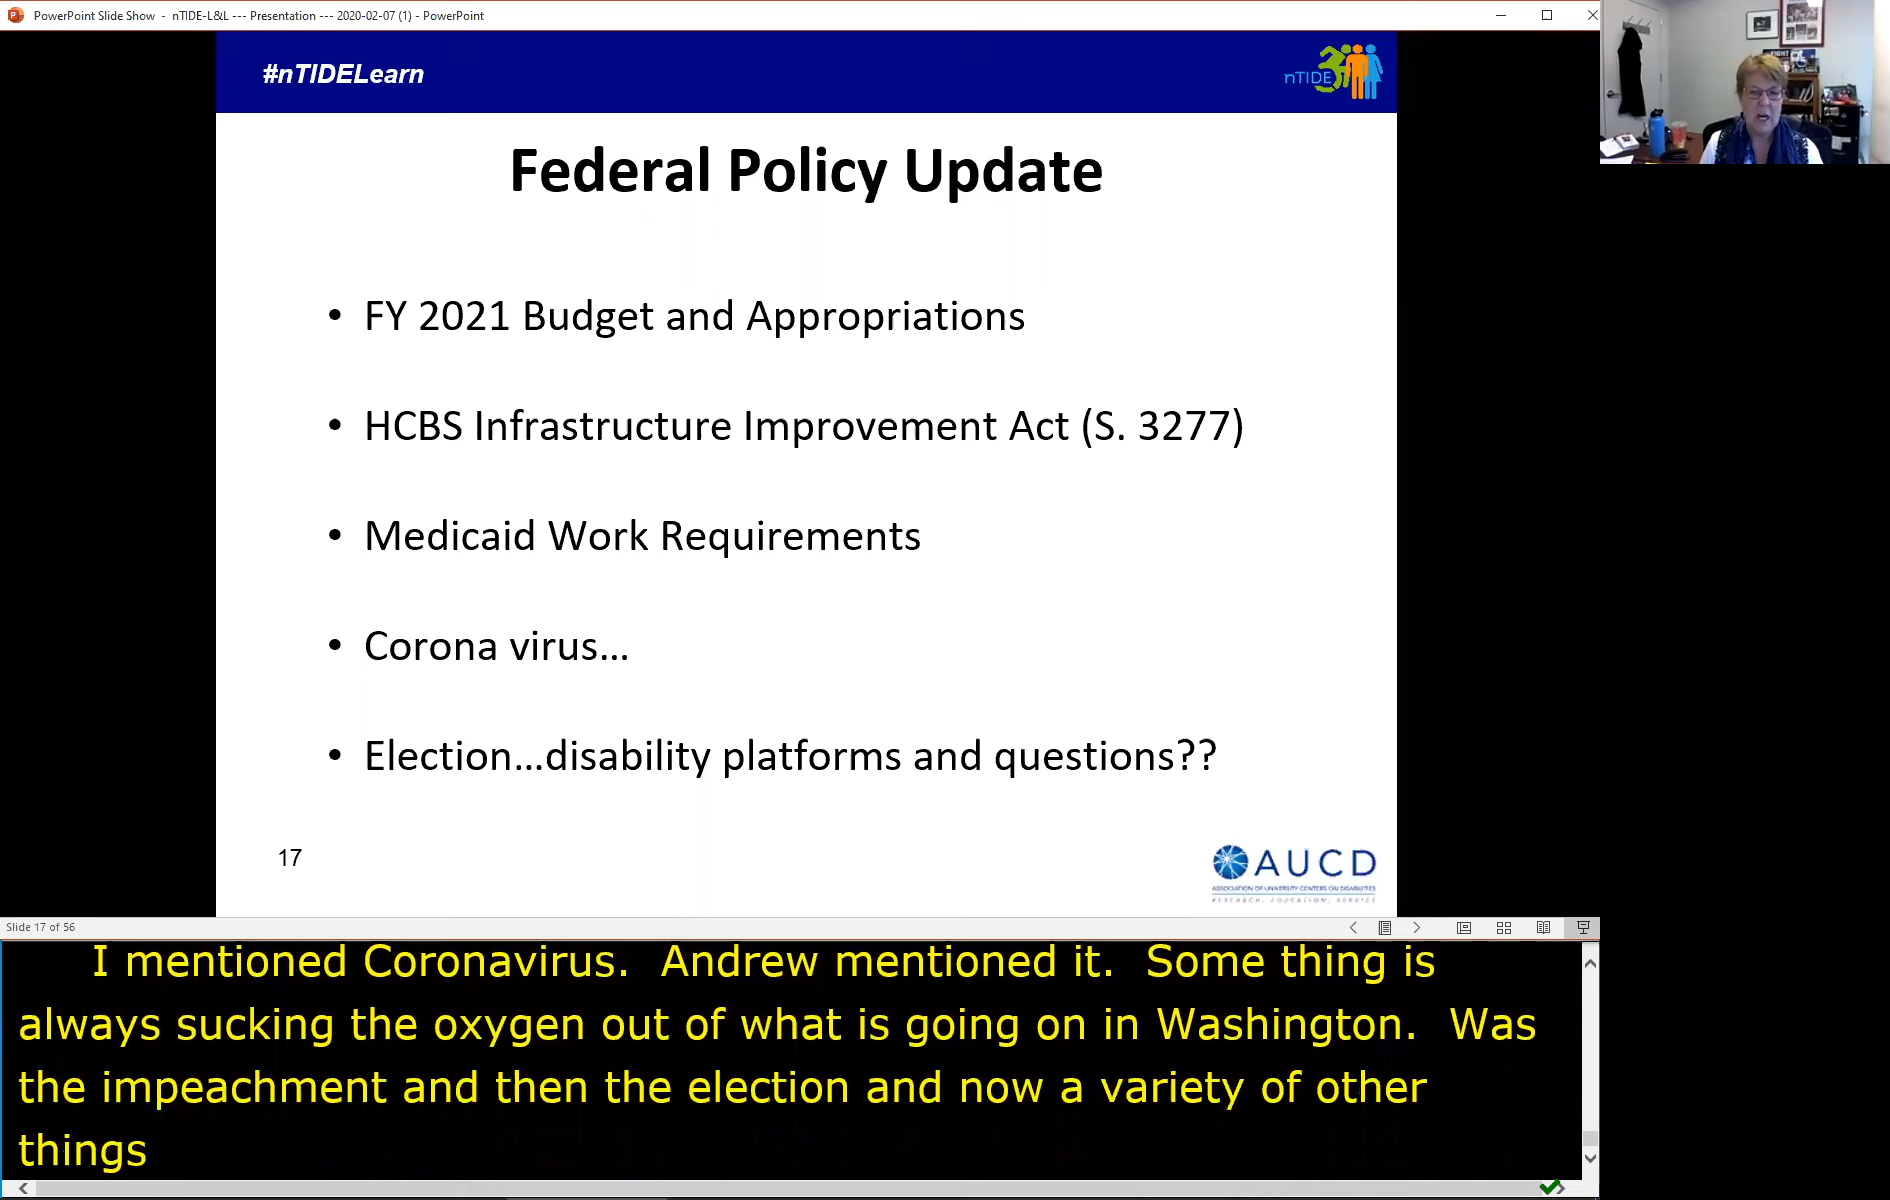 PowerPoint Slide Show - nTIDE-L&L --- Presentation --- 2020-02-07 (1) - PowerPoint
#nTIDELearn
nTIDE
Federal Policy Update
• FY 2021 Budget and Appropriations
• HCBS Infrastructure Improvement Act (S. 3277)
• Medicaid Work Requirements
• Corona virus…
• Election…disability platforms and questions??
17
AUCD
ASSOCIATION OF UNIVERSITY CENTERS ON DISABILITIES
RESEARCH, EDUCATION, SERVICE
Slide 17 of 56
I mentioned Coronavirus.  Andrew mentioned it.  Some thing is
always sucking the oxygen out of what is going on in Washington.  Was
the impeachment and then the election and now a variety of other
things